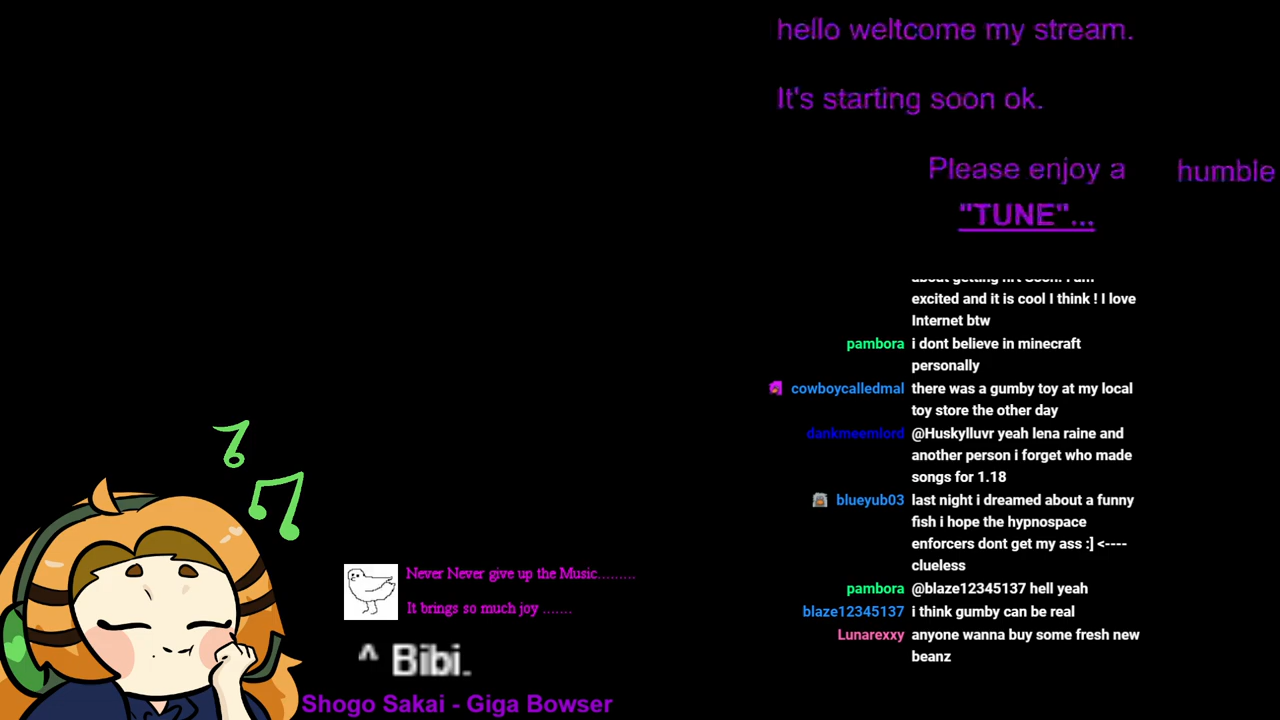 hello weltcome my stream.
It's starting soon ok.
Please enjoy a humble
"TUNE"...
about getting hrt Soon! I am
excited and it is cool I think ! I love
Internet btw
pambora i dont believe in minecraft
personally
cowboycalledmal there was a gumby toy at my local
toy store the other day
dankmeemlord @Huskylluvr yeah lena raine and
another person i forget who made
songs for 1.18
blueyub03 last night i dreamed about a funny
fish i hope the hypnospace
enforcers dont get my ass :] <----
clueless
pambora @blaze12345137 hell yeah
blaze12345137 i think gumby can be real
Lunarexxy anyone wanna buy some fresh new
beanz
Never Never give up the Music.........
It brings so much joy .......
^ Bibi.
Shogo Sakai - Giga Bowser